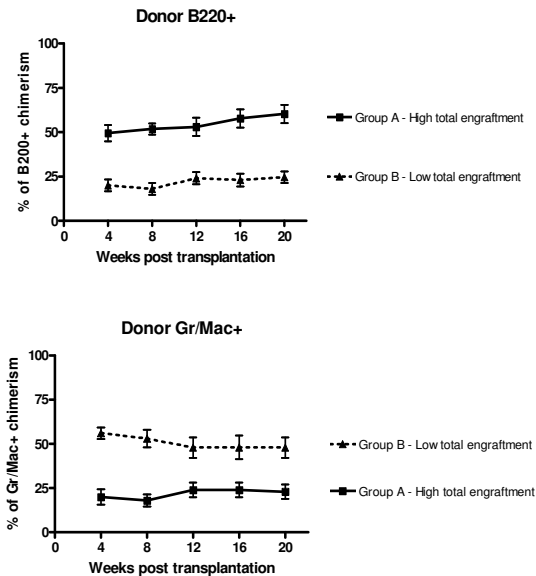 Donor B220+
% of B200+ chimerism
100
75
50
25
0
0 4 8 12 16 20
Weeks post transplantation
Group A - High total engraftment
Group B - Low total engraftment
Donor Gr/Mac+
% of Gr/Mac+ chimerism
100
75
50
25
0
0 4 8 12 16 20
Weeks post transplantation
Group B - Low total engraftment
Group A - High total engraftment